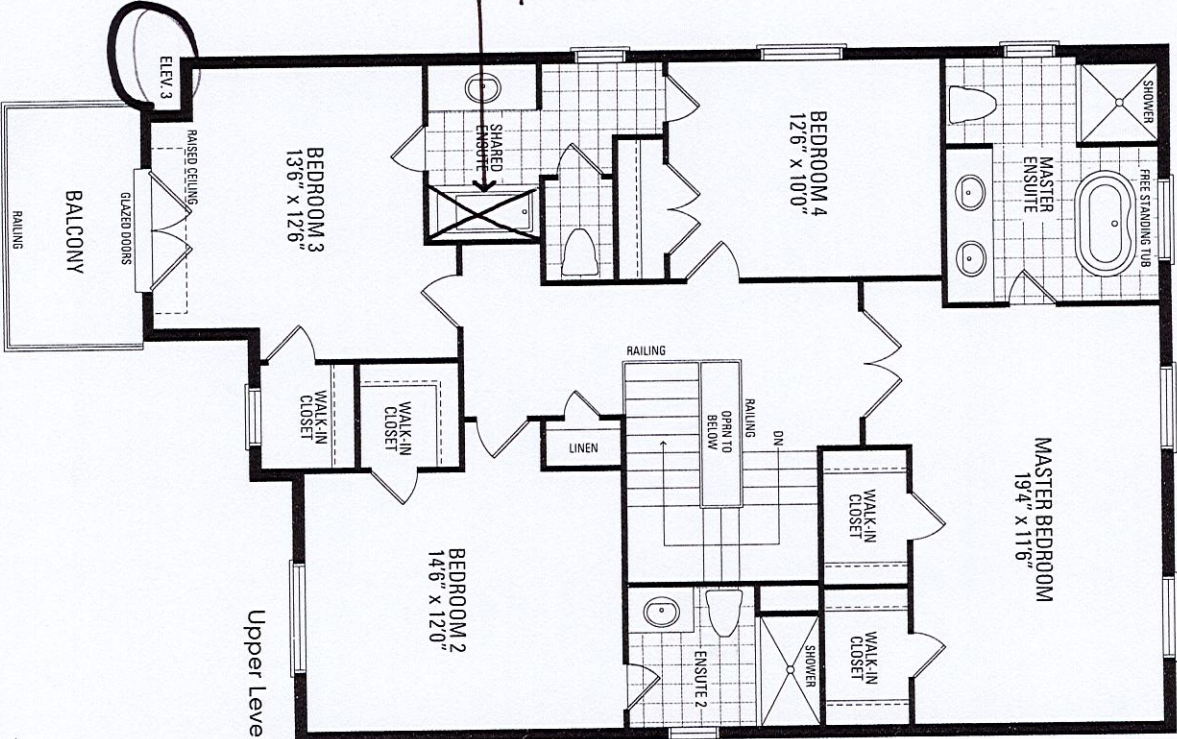 ELEV. 3
RAISED CEILING
GLAZED DOORS
BALCONY
RAILING
BEDROOM 3
13'6" x 12'6"
SHARED
ENSUITE
BEDROOM 4
12'6" x 10'0"
SHOWER
MASTER
ENSUITE
FREE STANDING TUB
RAILING
RAILING
OPRN TO
BELOW
DN
WALK-IN
CLOSET
WALK-IN
CLOSET
LINEN
MASTER BEDROOM
19'4" x 11'6"
WALK-IN
CLOSET
WALK-IN
CLOSET
BEDROOM 2
14'6" x 12'0"
ENSUITE 2
SHOWER
Upper Leve